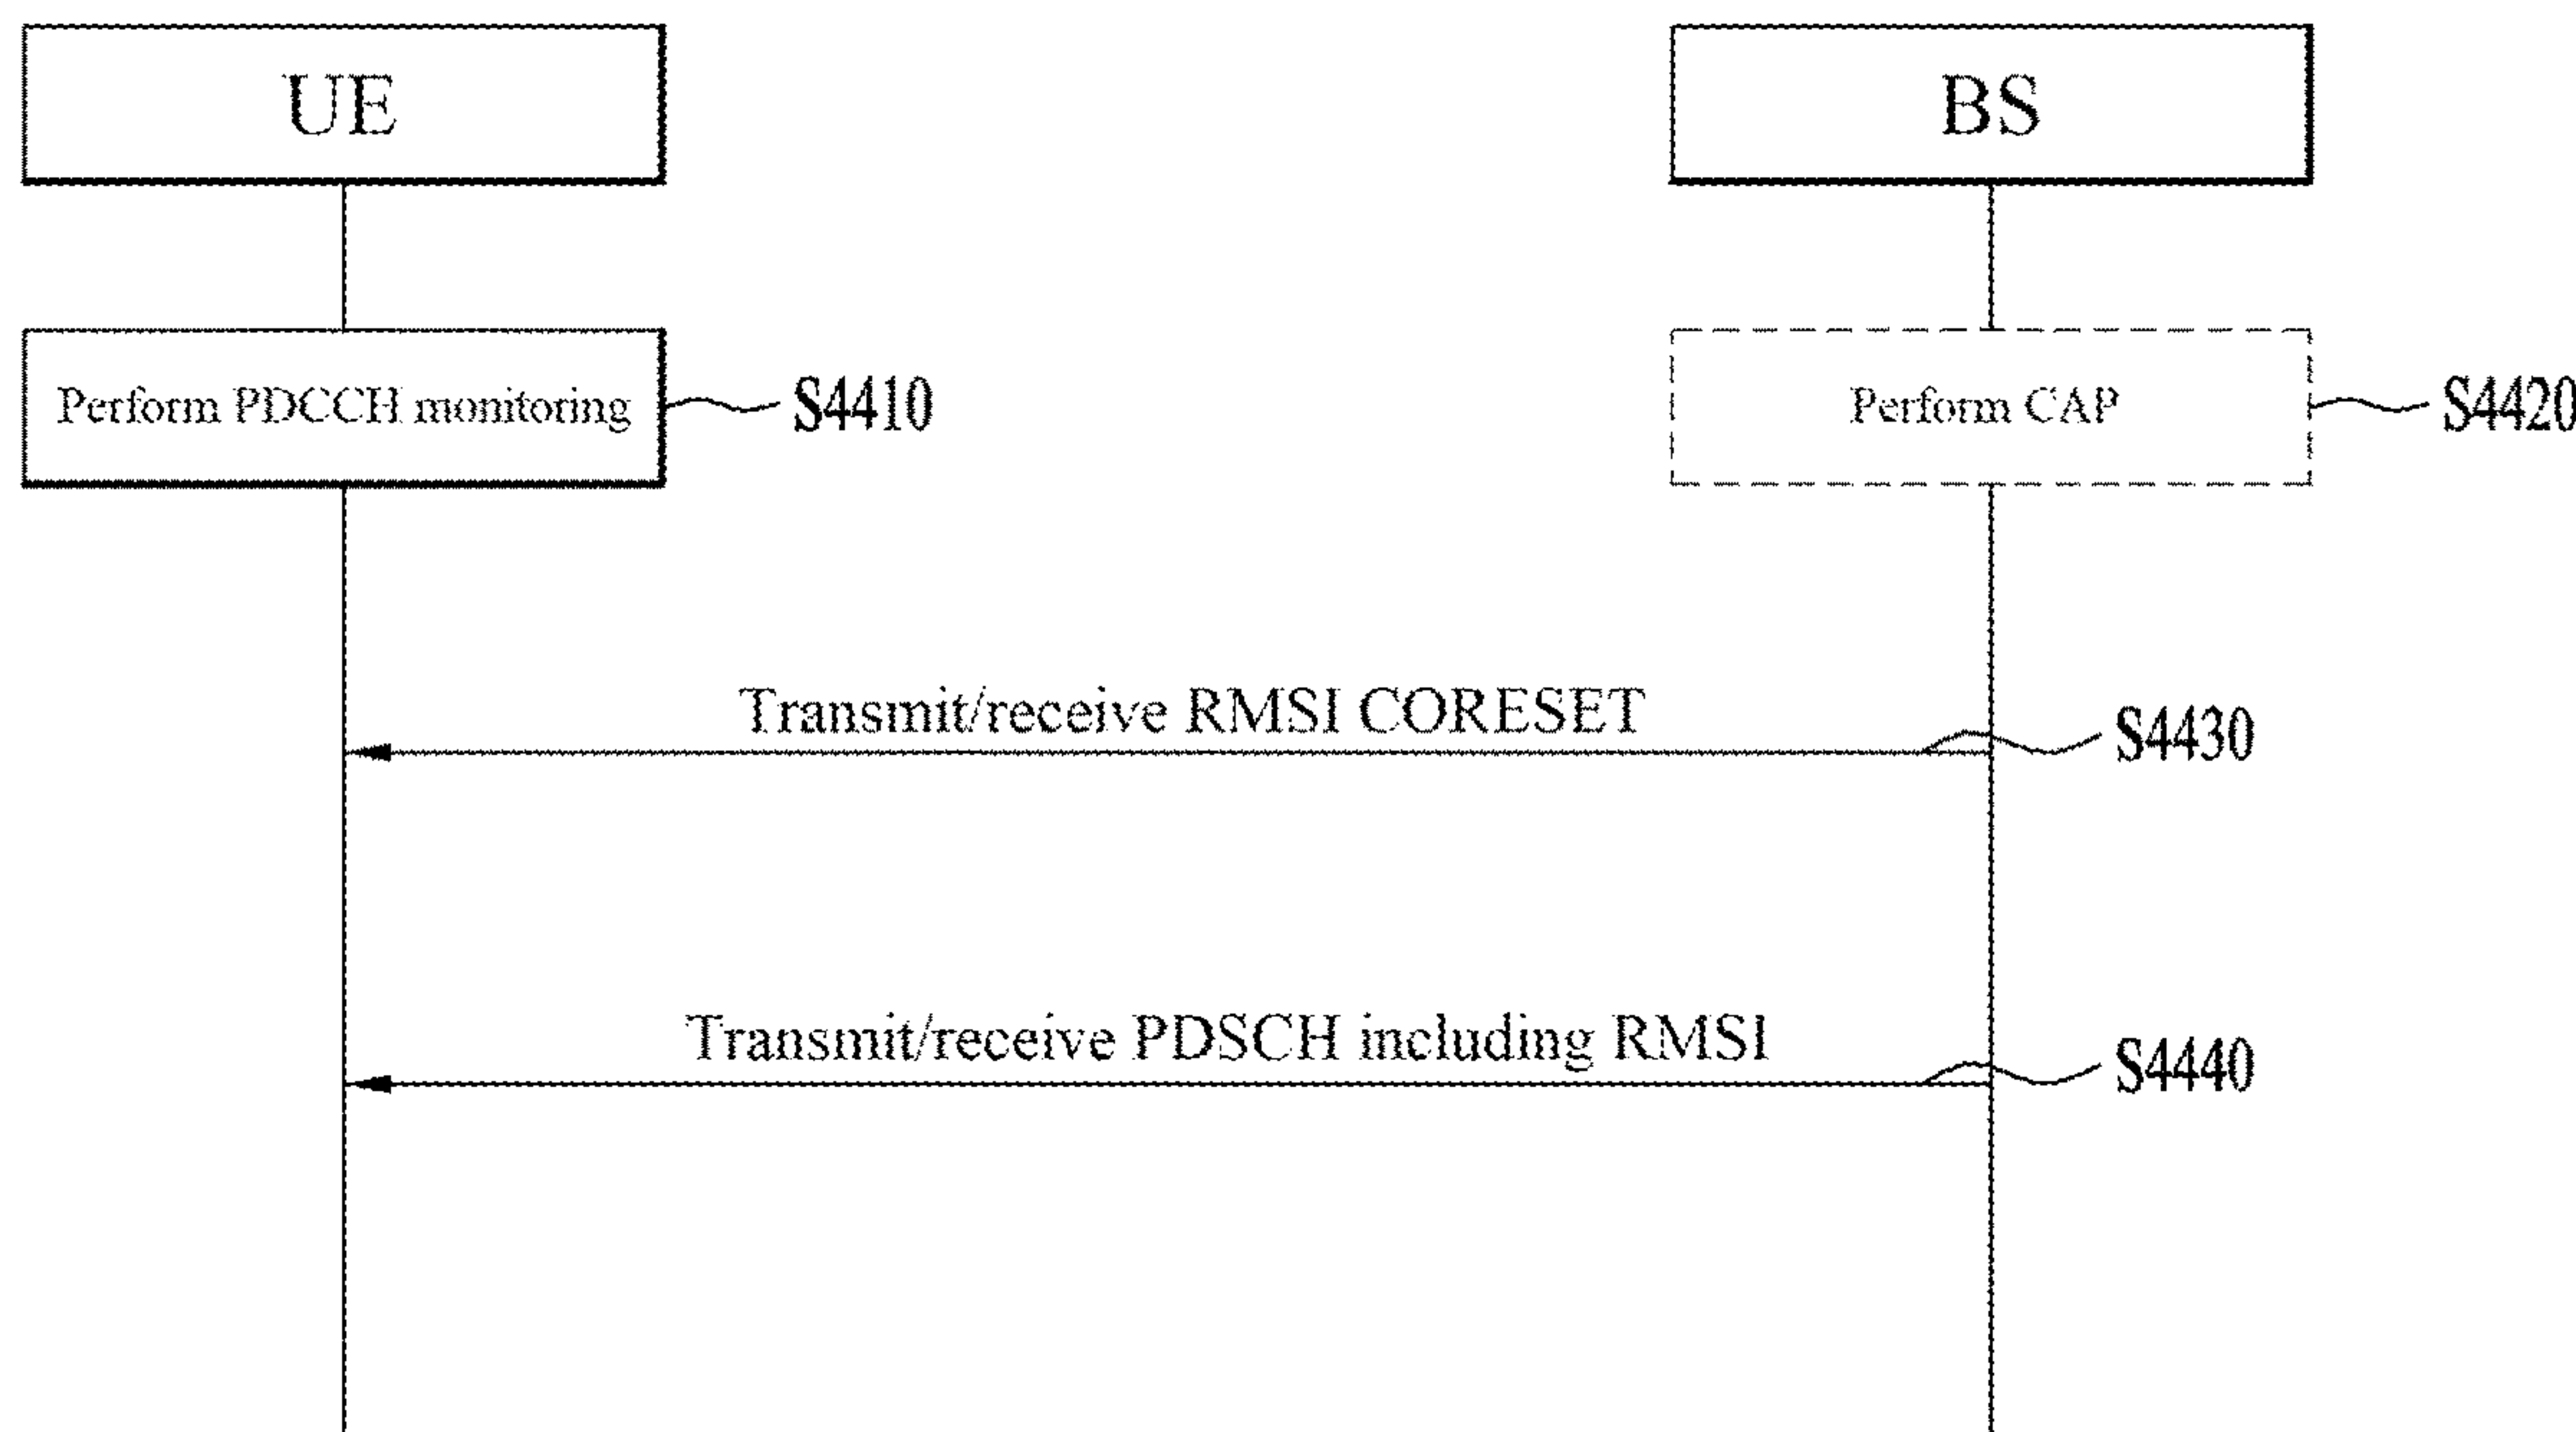 UE
BS
Perform PDCCH monitoring
S4410
Perform CAP
S4420
Transmit/receive RMSI CORESET
S4430
Transmit/receive PDSCH including RMSI
S4440